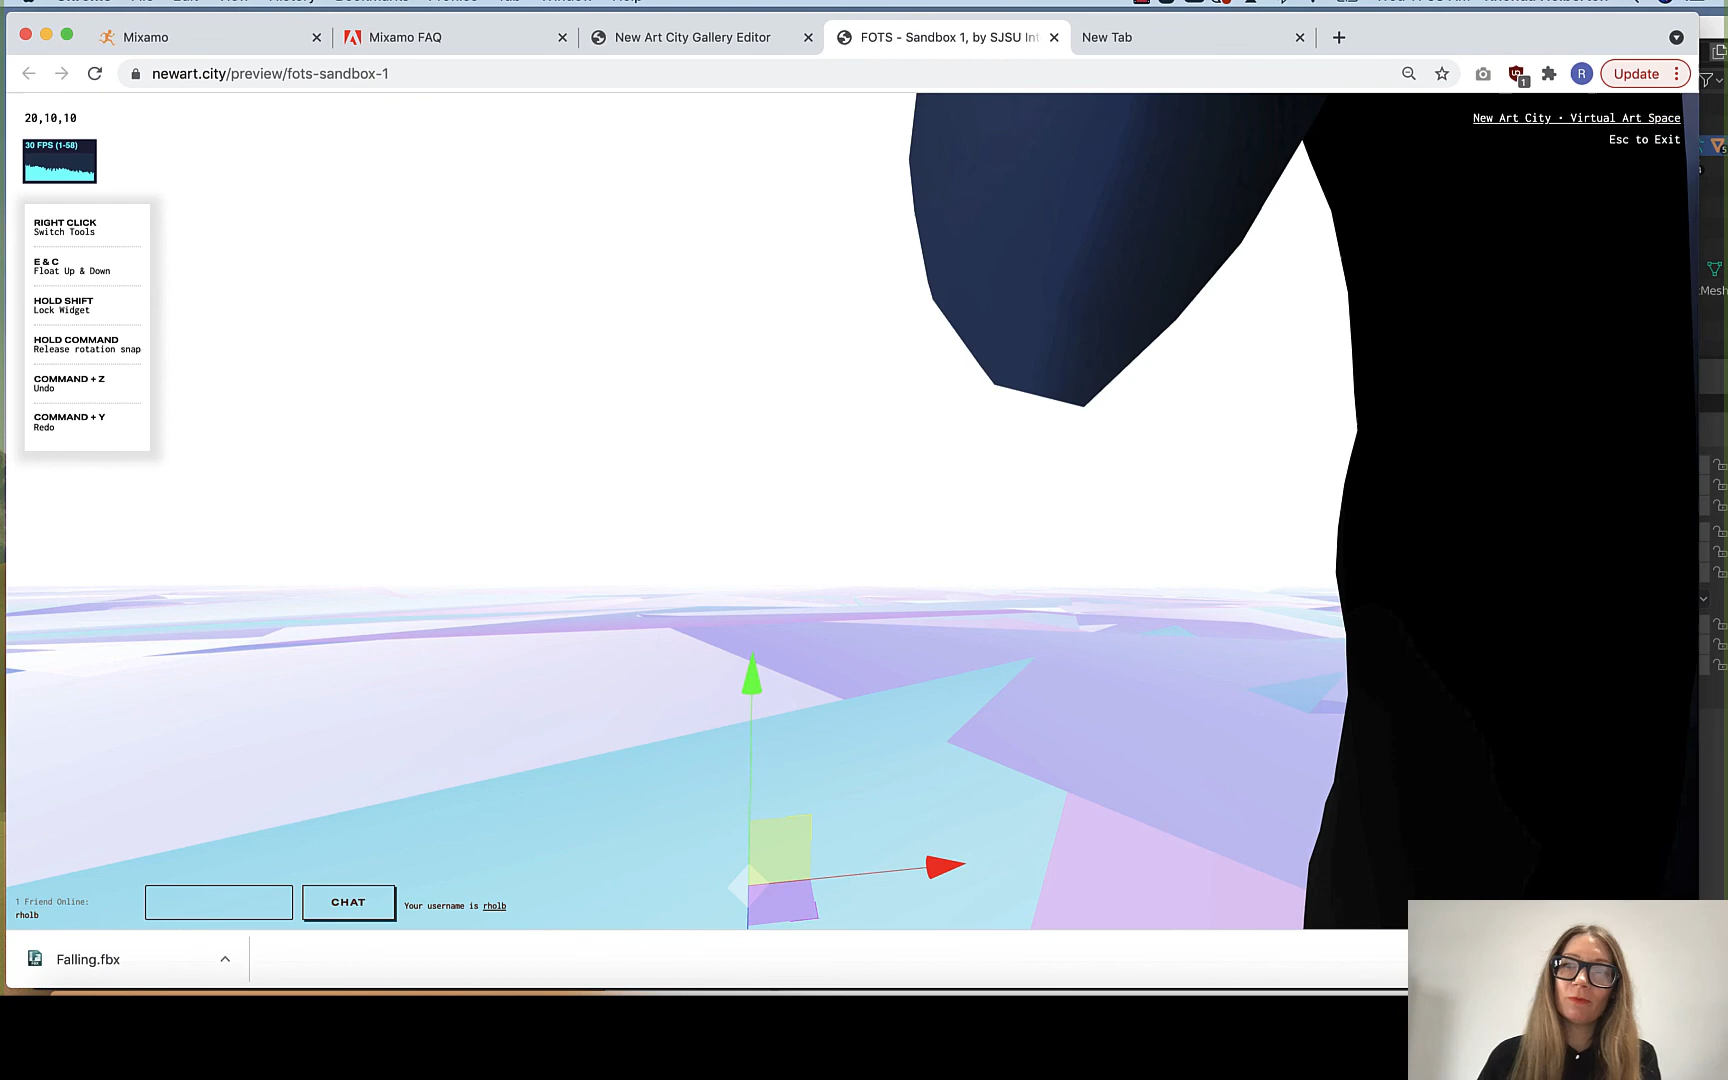 Mixamo
Mixamo FAQ
New Art City Gallery Editor
FOTS - Sandbox 1, by SJSU Int
New Tab
newart.city/preview/fots-sandbox-1
1
R
Update
20,10,10
New Art City · Virtual Art Space
Esc to Exit
30 FPS (1-58)
RIGHT CLICK
Switch Tools
E & C
Float Up & Down
HOLD SHIFT
Lock Widget
HOLD COMMAND
Release rotation snap
COMMAND + Z
Undo
COMMAND + Y
Redo
Mesh
1 Friend Online:
rholb
CHAT
Your username is rholb
Falling.fbx